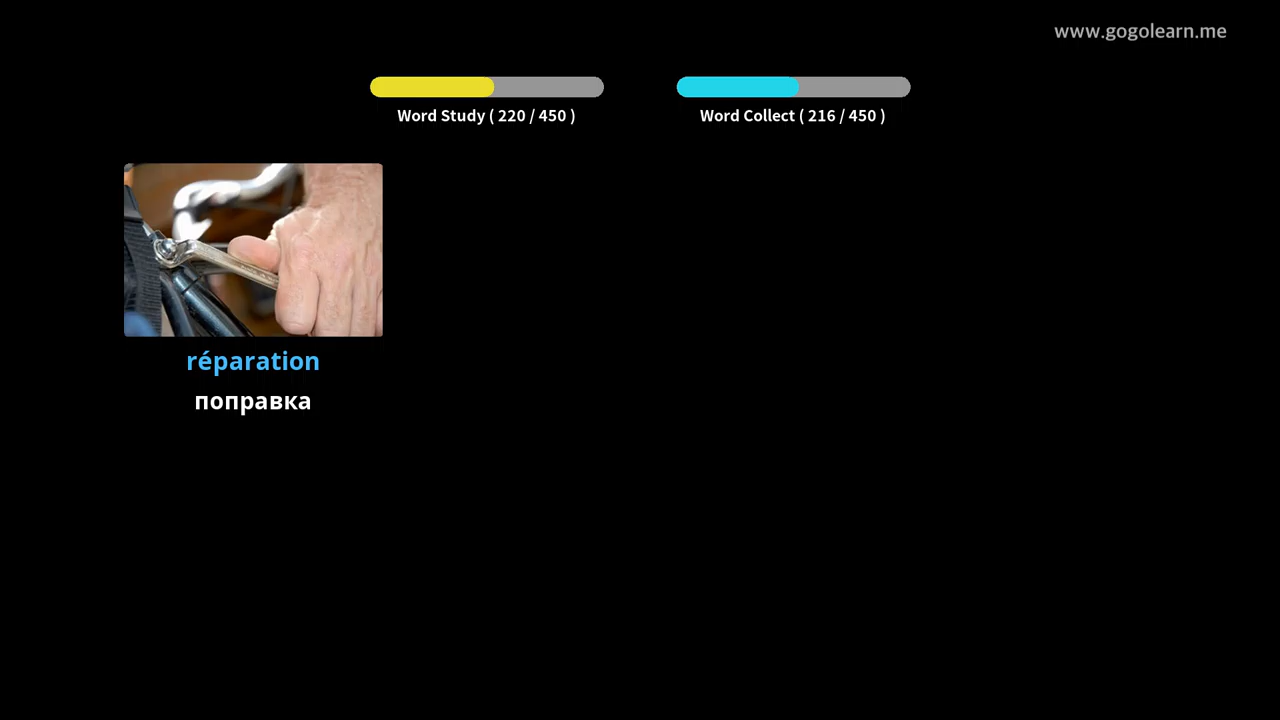 www.gogolearn.me
Word Study ( 220 / 450 )
Word Collect ( 216 / 450 )
réparation
поправка